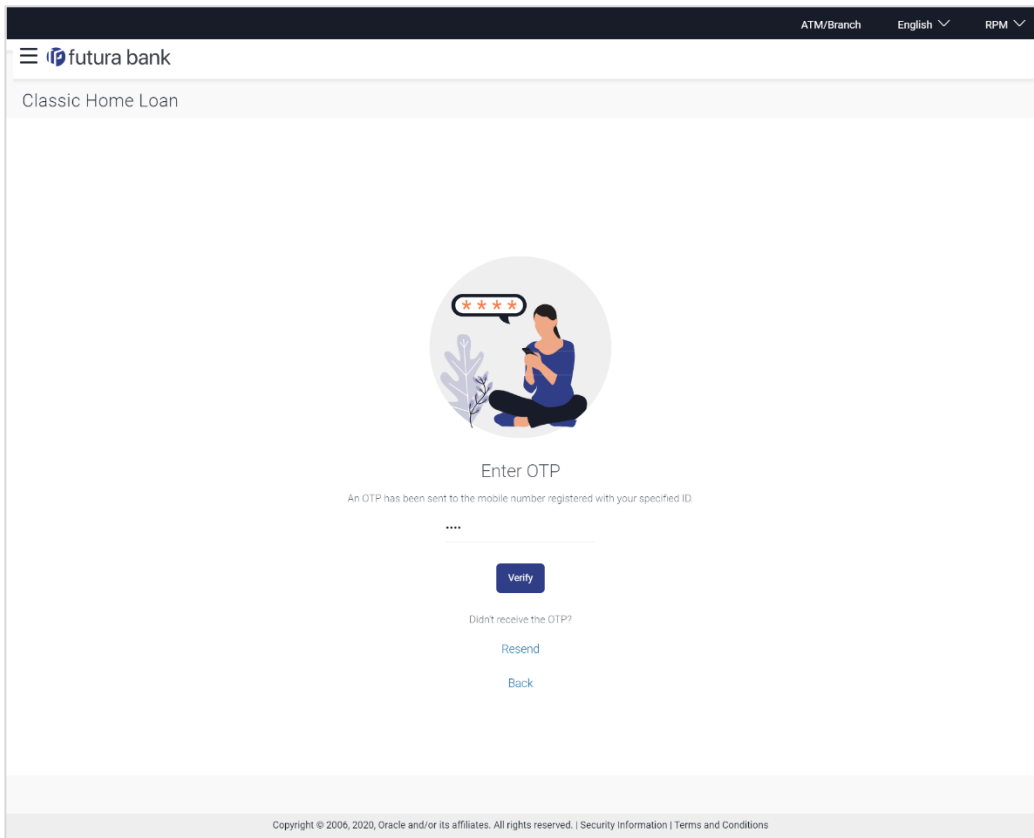 ATM/Branch English RPM
futura bank
Classic Home Loan
* * * *
Enter OTP
An OTP has been sent to the mobile number registered with your specified ID.
••••
Verify
Didn't receive the OTP?
Resend
Back
Copyright © 2006, 2020, Oracle and/or its affiliates. All rights reserved. | Security Information | Terms and Conditions